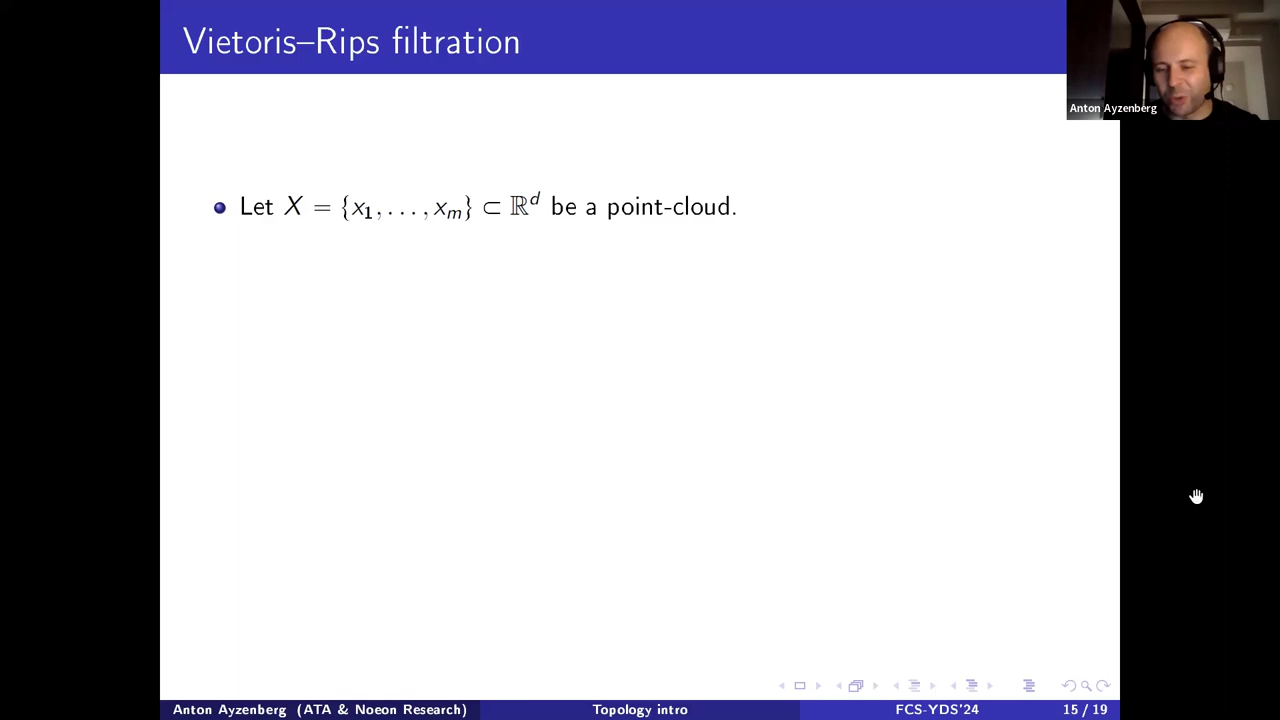 Vietoris–Rips filtration
Anton Ayzenberg
Let X = {x₁, . . . , xₘ} ⊂ ℝᵈ be a point-cloud.
Anton Ayzenberg (ATA & Noeon Research)
Topology intro
FCS-YDS'24
15 / 19